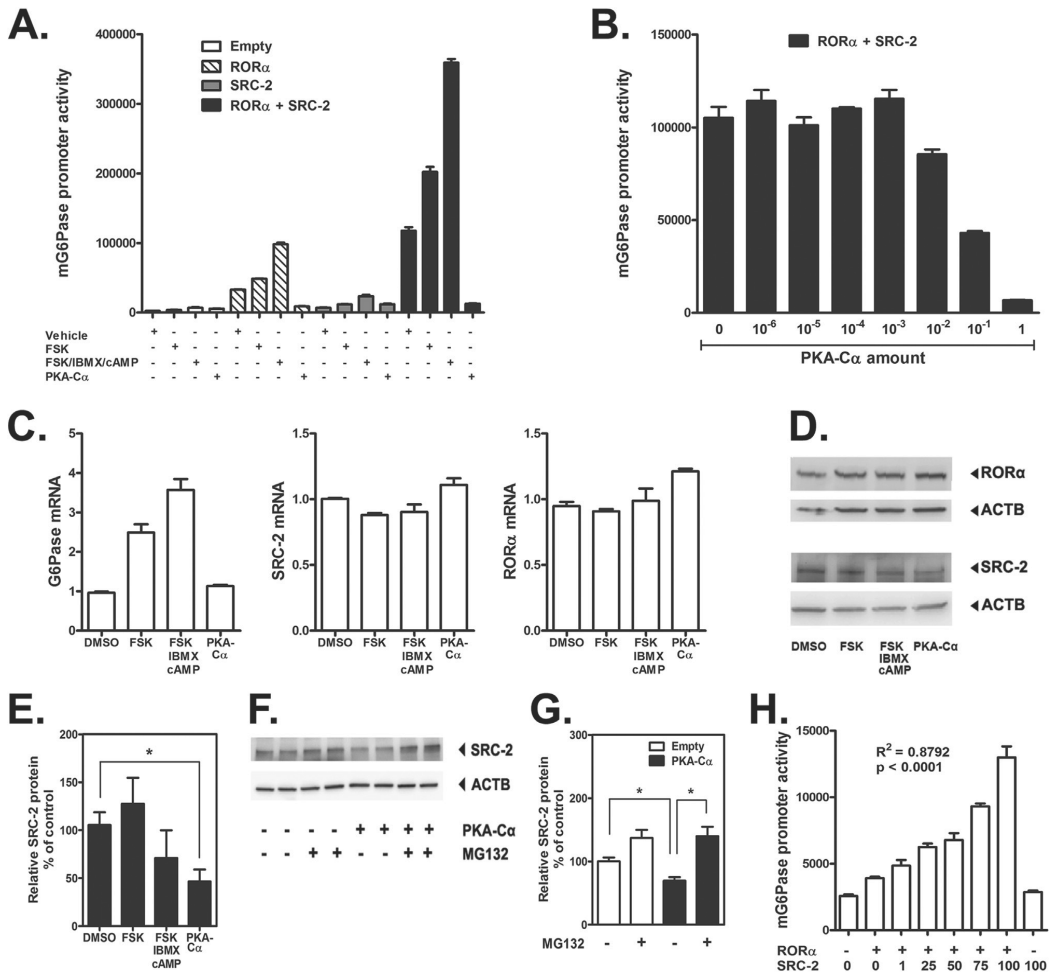 A.
mG6Pase promoter activity
400000
300000
200000
100000
0
Empty
RORα
SRC-2
RORα + SRC-2
Vehicle + - - - + - - - + - - - + - - -
FSK - + - - - + - - - + - - - + - -
FSK/IBMX/cAMP - - + - - - + - - - + - - - + -
PKA-Cα - - - + - - - + - - - + - - - +
B.
mG6Pase promoter activity
150000
100000
50000
0
RORα + SRC-2
0 10-6 10-5 10-4 10-3 10-2 10-1 1
PKA-Cα amount
C.
G6Pase mRNA
5
4
3
2
1
0
DMSO FSK FSK IBMX cAMP PKA-Cα
SRC-2 mRNA
1.5
1.0
0.5
0.0
DMSO FSK FSK IBMX cAMP PKA-Cα
RORα mRNA
1.5
1.0
0.5
0.0
DMSO FSK FSK IBMX cAMP PKA-Cα
D.
RORα
ACTB
SRC-2
ACTB
DMSO FSK FSK IBMX cAMP PKA-Cα
E.
Relative SRC-2 protein
% of control
200
150
100
50
0
*
DMSO FSK FSK IBMX cAMP PKA-Cα
F.
SRC-2
ACTB
- - - - + + + + PKA-Cα
- - + + - - + + MG132
G.
Relative SRC-2 protein
% of control
300
200
100
0
Empty
PKA-Cα
* *
MG132 - + - +
H.
mG6Pase promoter activity
15000
10000
5000
0
R2 = 0.8792
p < 0.0001
RORα - + + + + + + -
SRC-2 0 0 1 25 50 75 100 100